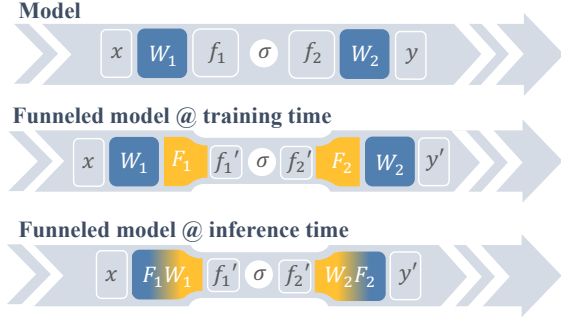 Model
x W₁ f₁ σ f₂ W₂ y
Funneled model @ training time
x W₁ F₁ f₁′ σ f₂′ F₂ W₂ y′
Funneled model @ inference time
x F₁W₁ f₁′ σ f₂′ W₂F₂ y′